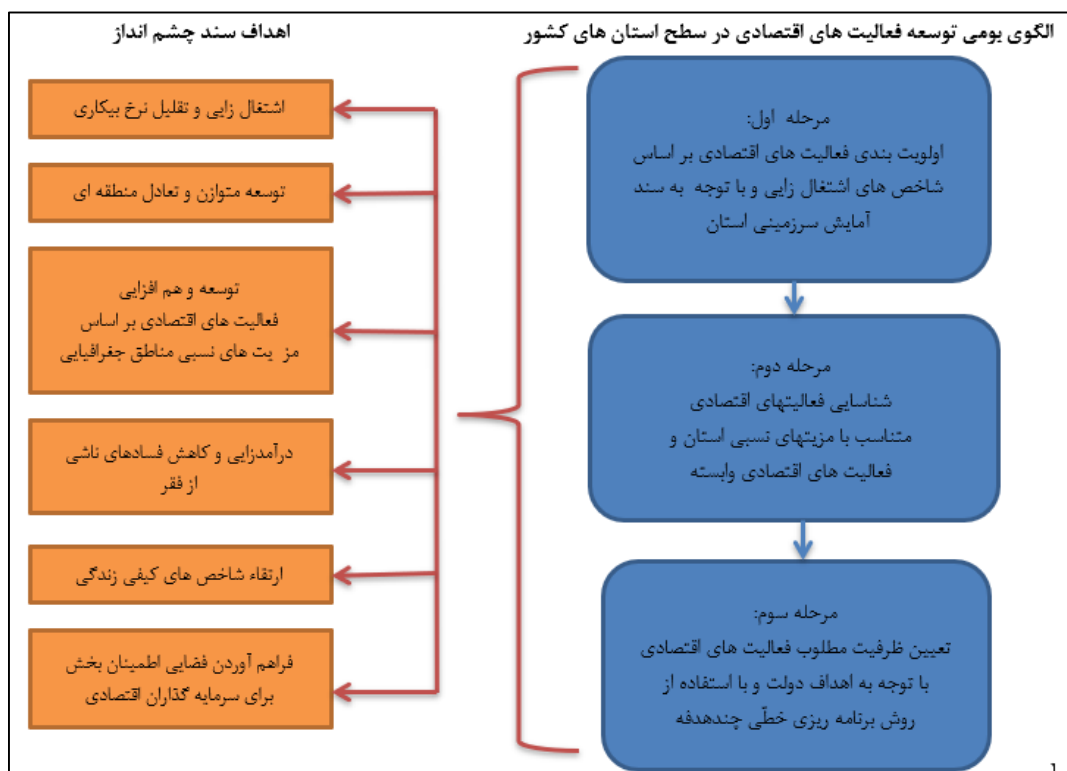 الگوی بومی توسعه فعالیت های اقتصادی در سطح استان های کشور
مرحله اول:
اولویت بندی فعالیت های اقتصادی بر اساس
شاخص های اشتغال زایی و با توجه به سند
آمایش سرزمینی استان
مرحله دوم:
شناسایی فعالیتهای اقتصادی
متناسب با مزیتهای نسبی استان و
فعالیت های اقتصادی وابسته
مرحله سوم:
تعیین ظرفیت مطلوب فعالیت های اقتصادی
با توجه به اهداف دولت و با استفاده از
روش برنامه ریزی خطّی چندهدفه
اهداف سند چشم انداز
اشتغال زایی و تقلیل نرخ بیکاری
توسعه متوازن و تعادل منطقه ای
توسعه و هم افزایی
فعالیت های اقتصادی بر اساس
مز یت های نسبی مناطق جغرافیایی
درآمدزایی و کاهش فسادهای ناشی
از فقر
ارتقاء شاخص های کیفی زندگی
فراهم آوردن فضایی اطمینان بخش
برای سرمایه گذاران اقتصادی